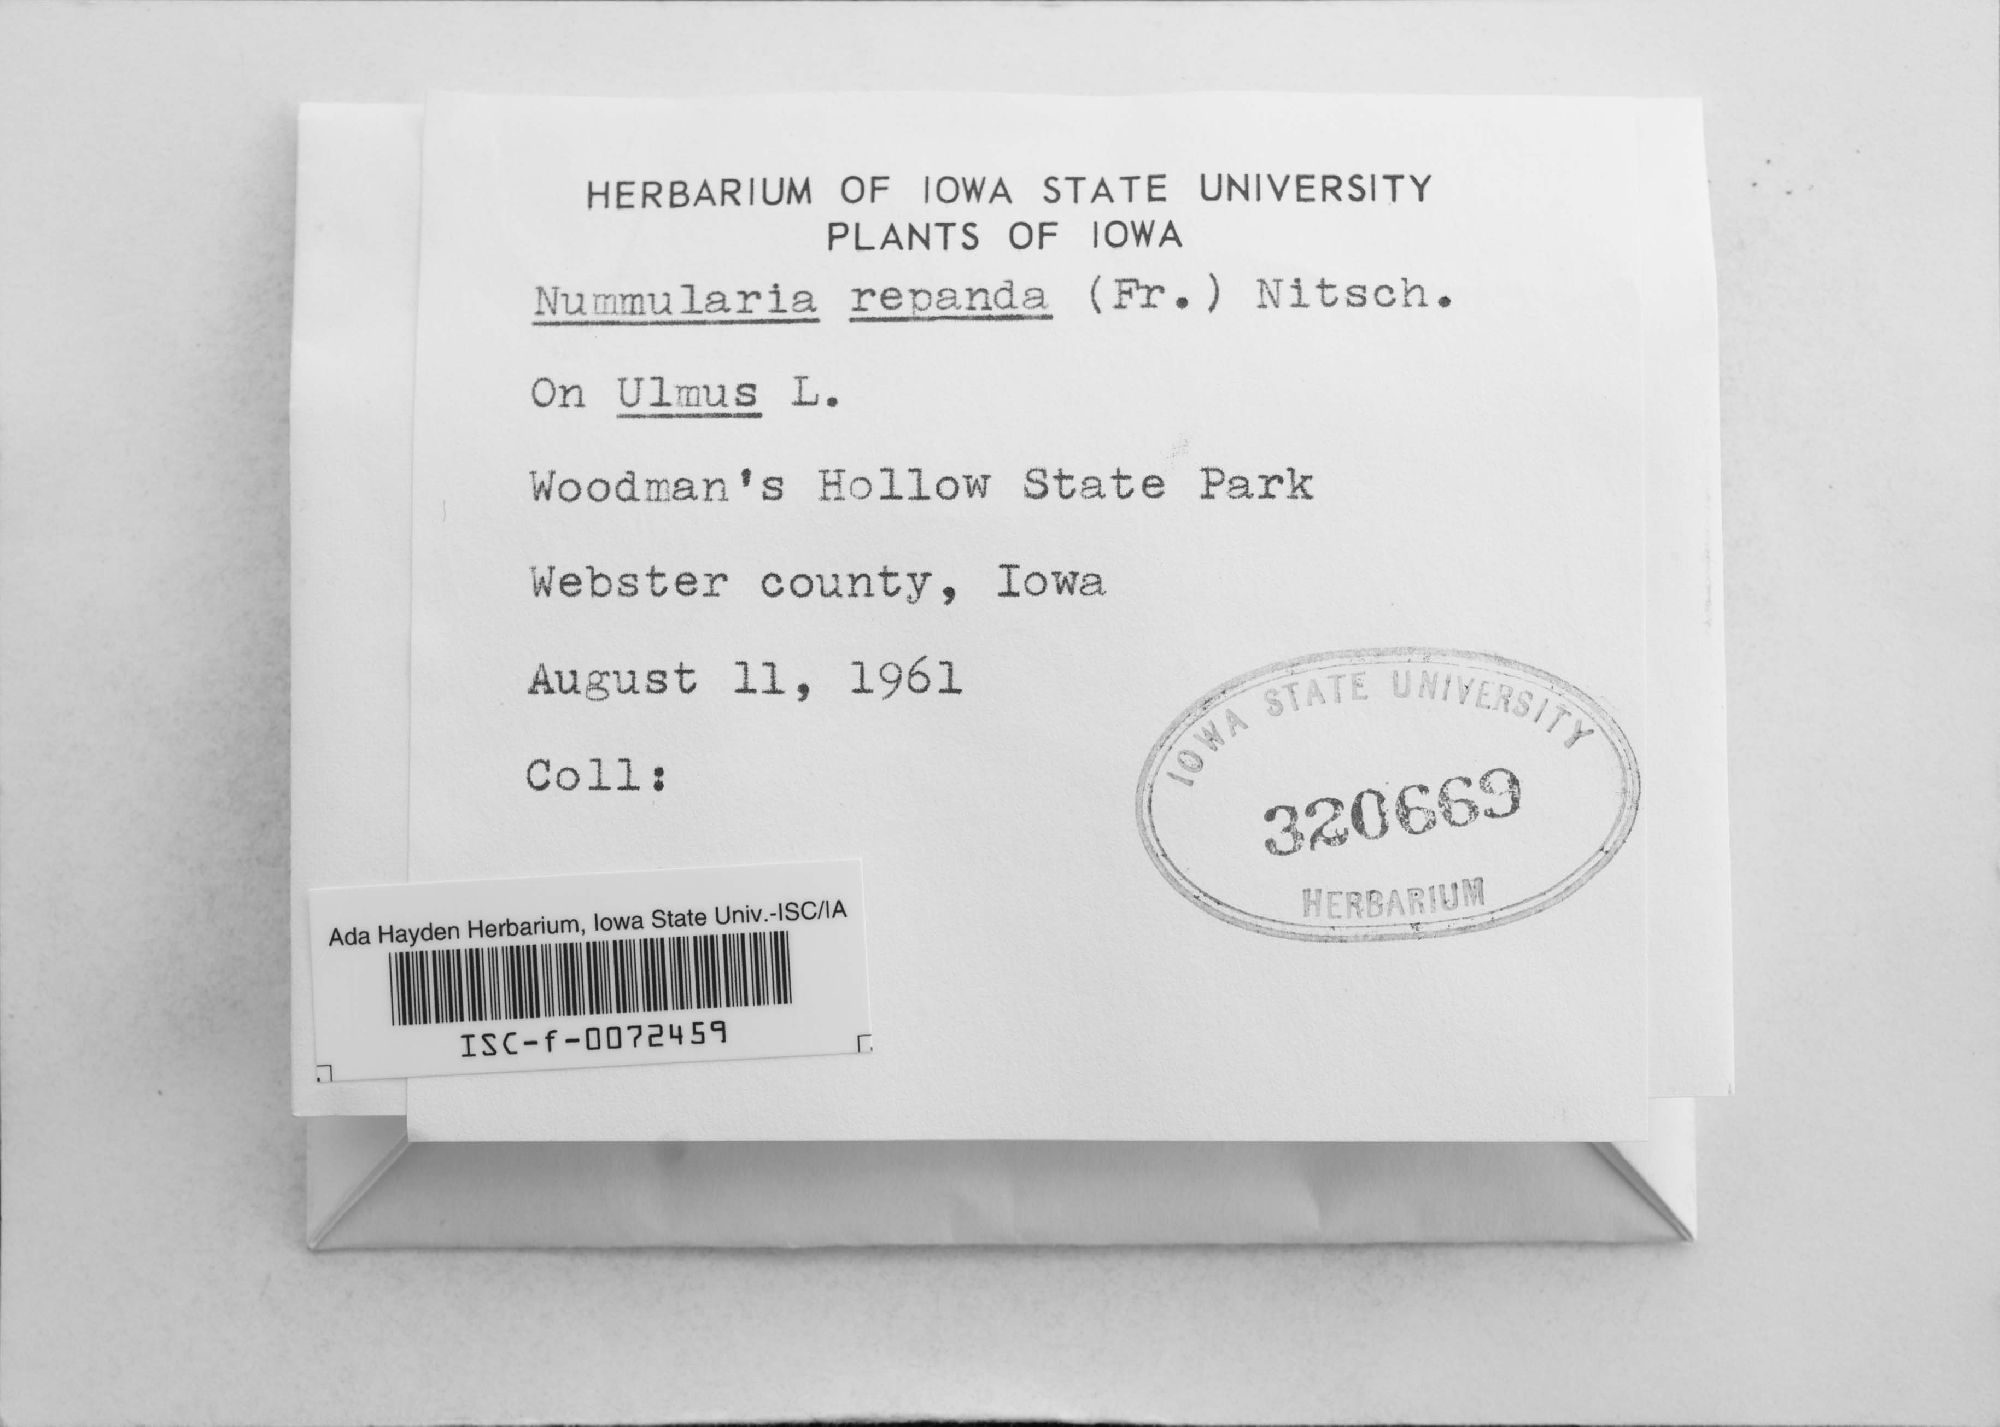 HERBARIUM OF IOWA STATE UNIVERSITY
PLANTS OF IOWA
Nummularia repanda (Fr.) Nitsch.
On Ulmus L.
Woodman's Hollow State Park
Webster county, Iowa
August 11, 1961
Coll:
IOWA STATE UNIVERSITY
320669
HERBARIUM
Ada Hayden Herbarium, Iowa State Univ.-ISC/IA
ISC-f-0072459